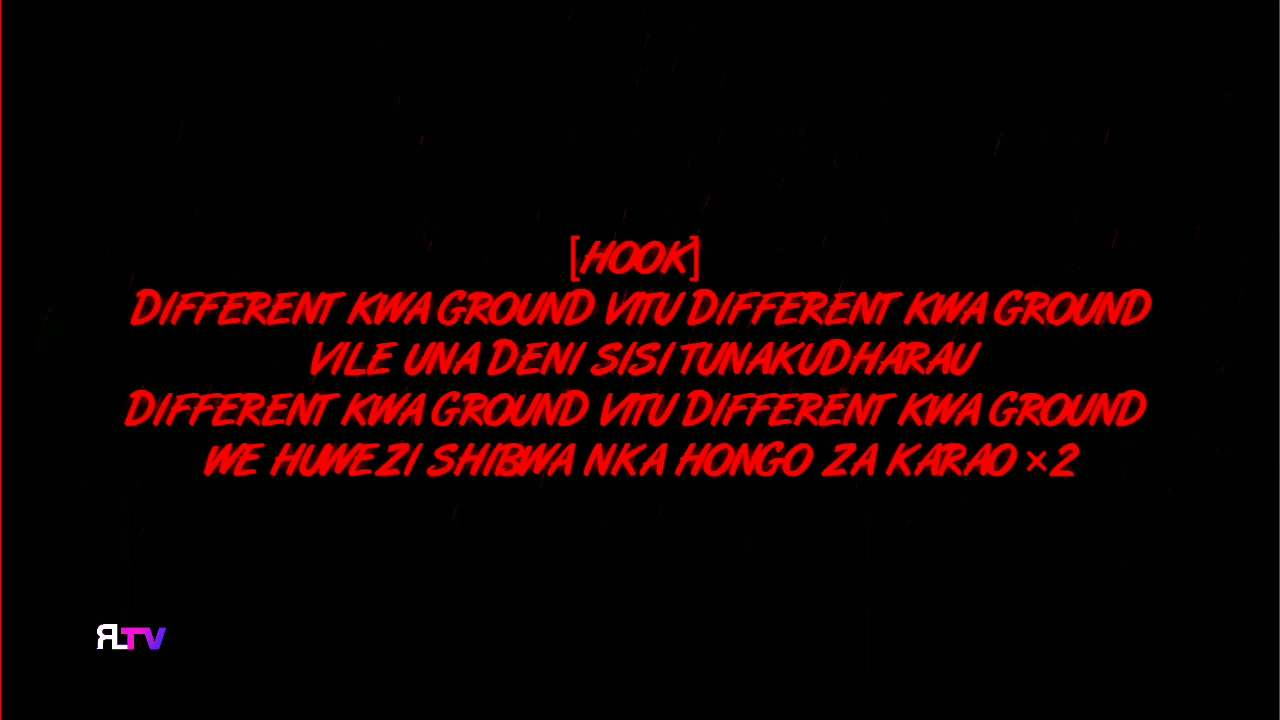 [HOOK]
DIFFERENT KWA GROUND VITU DIFFERENT KWA GROUND
VILE UNA DENI SISI TUNAKUDHARAU
DIFFERENT KWA GROUND VITU DIFFERENT KWA GROUND
WE HUWEZI SHIBWA NKA HONGO ZA KARAO ×2
RLTV